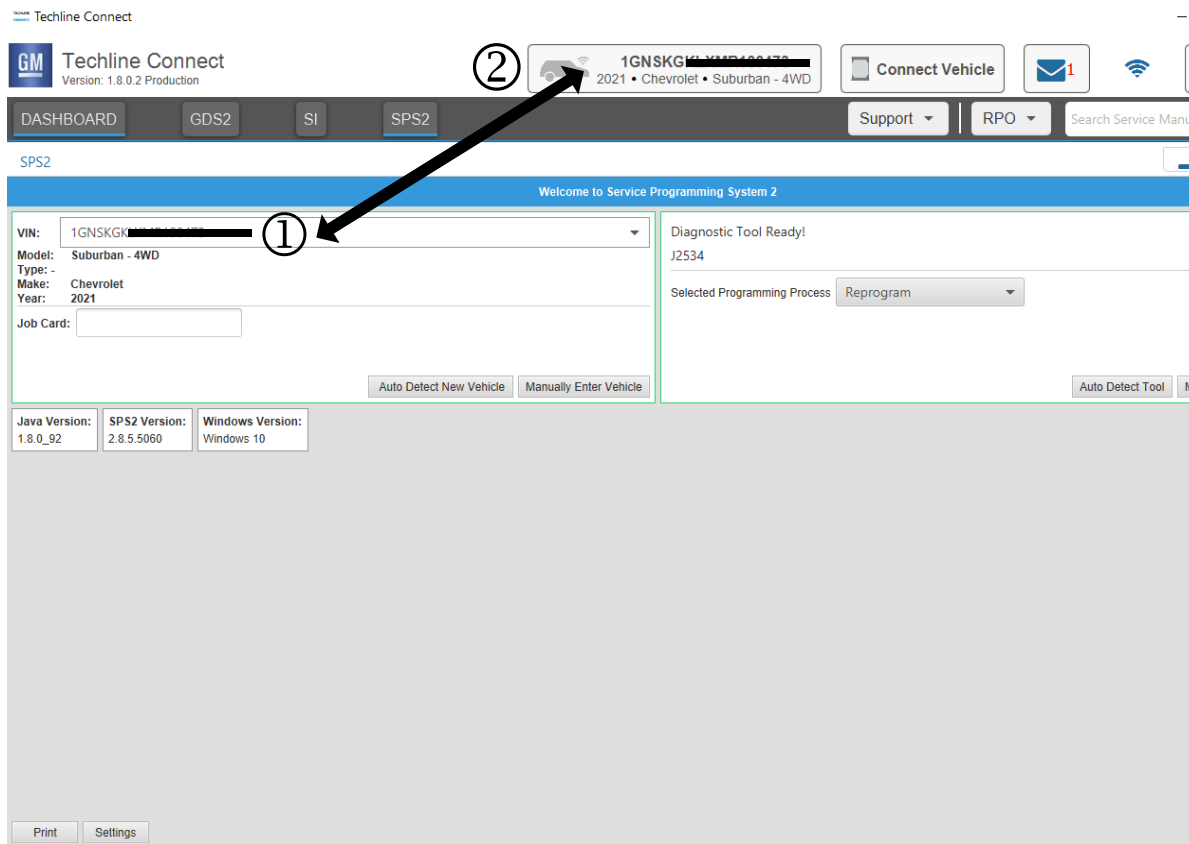 TECHLINE CONNECT Techline Connect
GM Techline Connect
Version: 1.8.0.2 Production
② 1GNSKG
2021 • Chevrolet • Suburban - 4WD
Connect Vehicle
1
DASHBOARD GDS2 SI SPS2 Support RPO Search Service Manu
SPS2
Welcome to Service Programming System 2
VIN: 1GNSKGK ①
Model: Suburban - 4WD
Type: -
Make: Chevrolet
Year: 2021
Job Card:
Auto Detect New Vehicle Manually Enter Vehicle
Diagnostic Tool Ready!
J2534
Selected Programming Process Reprogram
Auto Detect Tool
Java Version: SPS2 Version: Windows Version:
1.8.0_92 2.8.5.5060 Windows 10
Print Settings